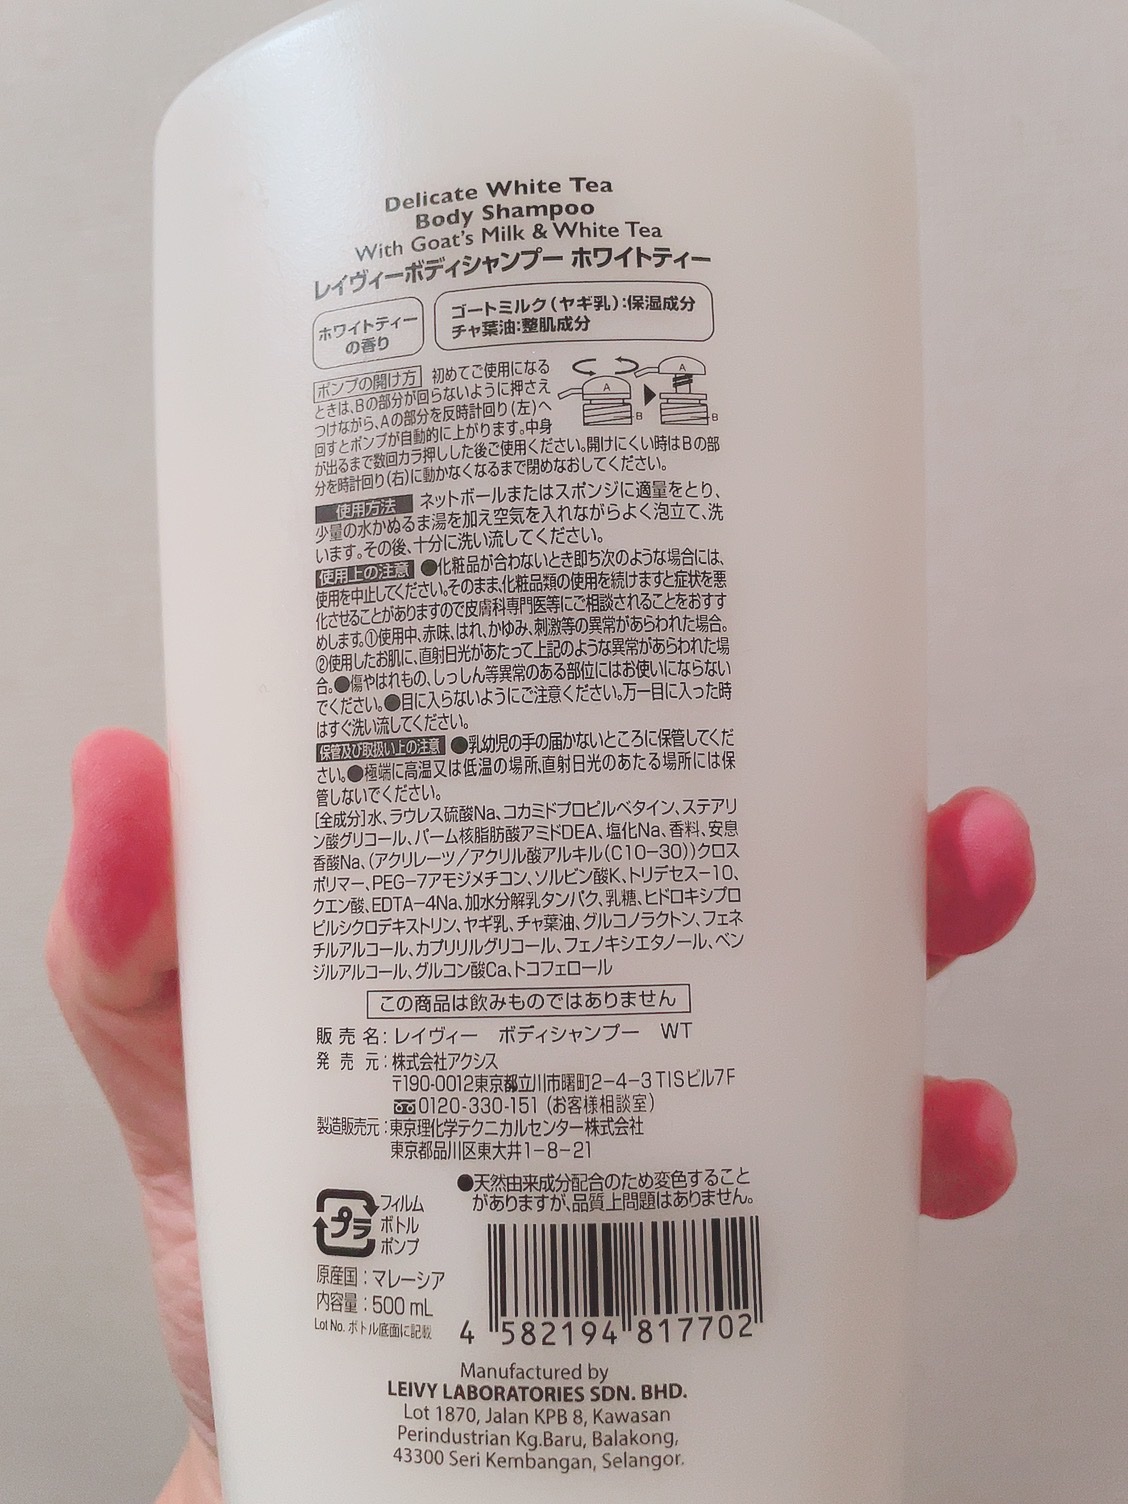 Delicate White Tea
Body Shampoo
With Goat's Milk & White Tea
レイヴィーボディシャンプー ホワイトティー
ホワイトティー
の香り
ゴートミルク(ヤギ乳):保湿成分
チャ葉油:整肌成分
ポンプの開け方 初めてご使用になる
ときは、Bの部分が回らないように押さえ
つけながら、Aの部分を反時計回り(左)へ
回すとポンプが自動的に上がります。中身
が出るまで数回カラ押しした後ご使用ください。開けにくい時はBの部
分を時計回り(右)に動かなくなるまで閉めなおしてください。
A
B
A
B
使用方法 ネットボールまたはスポンジに適量をとり、
少量の水かぬるま湯を加え空気を入れながらよく泡立て、洗
います。その後、十分に洗い流してください。
使用上の注意 ●化粧品が合わないとき即ち次のような場合には、
使用を中止してください。そのまま、化粧品類の使用を続けますと症状を悪
化させることがありますので皮膚科専門医等にご相談されることをおすす
めします。①使用中、赤味、はれ、かゆみ、刺激等の異常があらわれた場合。
②使用したお肌に、直射日光があたって上記のような異常があらわれた場
合。●傷やはれもの、しっしん等異常のある部位にはお使いにならない
でください。●目に入らないようにご注意ください。万一目に入った時
はすぐ洗い流してください。
保管及び取扱い上の注意 ●乳幼児の手の届かないところに保管してくだ
さい。●極端に高温又は低温の場所、直射日光のあたる場所には保
管しないでください。
[全成分]水、ラウレス硫酸Na、コカミドプロピルベタイン、ステアリ
ン酸グリコール、パーム核脂肪酸アミドDEA、塩化Na、香料、安息
香酸Na、(アクリレーツ/アクリル酸アルキル(C10-30))クロス
ポリマー、PEG-7アモジメチコン、ソルビン酸K、トリデセス-10、
クエン酸、EDTA-4Na、加水分解乳タンパク、乳糖、ヒドロキシプロ
ピルシクロデキストリン、ヤギ乳、チャ葉油、グルコノラクトン、フェネ
チルアルコール、カプリリルグリコール、フェノキシエタノール、ベン
ジルアルコール、グルコン酸Ca、トコフェロール
この商品は飲みものではありません
販売名:レイヴィー ボディシャンプー WT
発売元:株式会社アクシス
〒190-0012東京都立川市曙町2-4-3TISビル7F
0120-330-151(お客様相談室)
製造販売元:東京理化学テクニカルセンター株式会社
東京都品川区東大井1-8-21
●天然由来成分配合のため変色すること
がありますが、品質上問題はありません。
プラ
フィルム
ボトル
ポンプ
原産国:マレーシア
内容量:500 mL
Lot No. ボトル底面に記載
4 582194 817702
Manufactured by
LEIVY LABORATORIES SDN. BHD.
Lot 1870, Jalan KPB 8, Kawasan
Perindustrian Kg.Baru, Balakong,
43300 Seri Kembangan, Selangor.